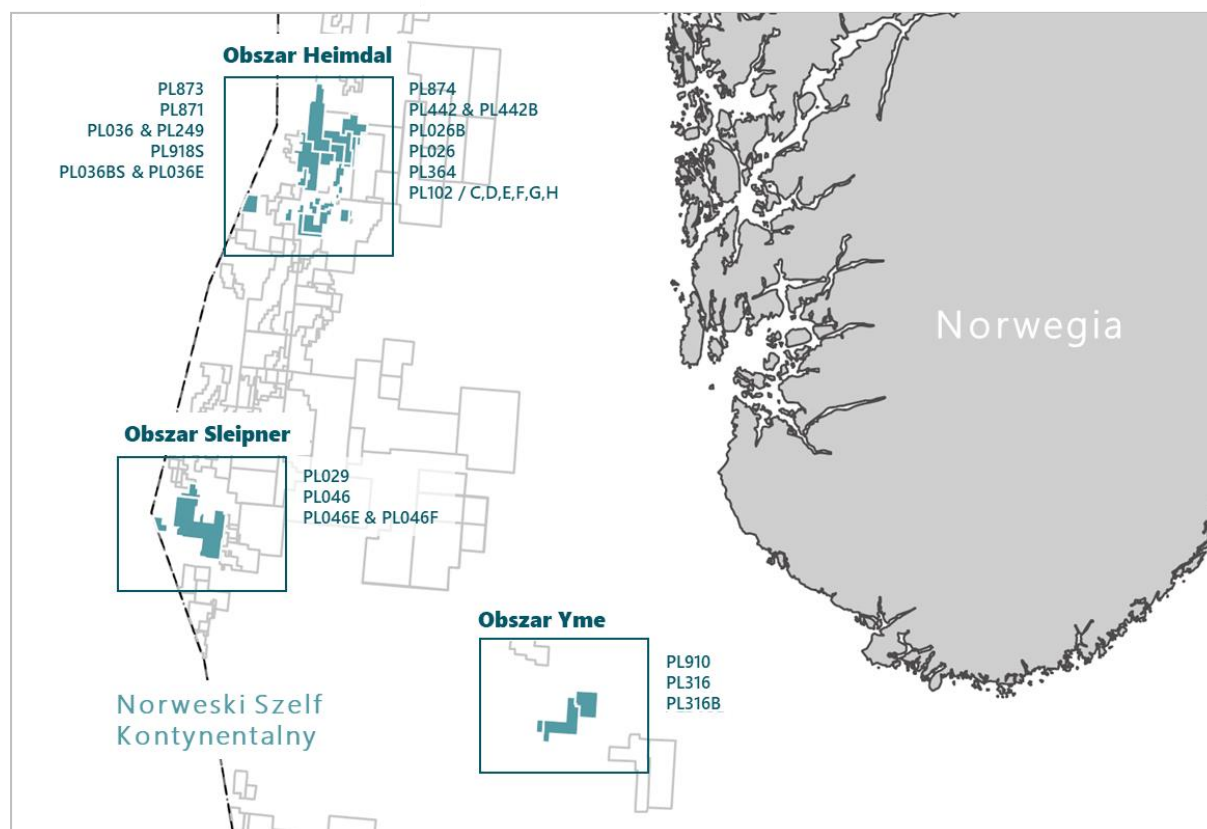 Obszar Heimdal
PL873
PL871
PL036 & PL249
PL918S
PL036BS & PL036E
PL874
PL442 & PL442B
PL026B
PL026
PL364
PL102 / C,D,E,F,G,H
Norwegia
Obszar Sleipner
PL029
PL046
PL046E & PL046F
Obszar Yme
PL910
PL316
PL316B
Norweski Szelf
Kontynentalny